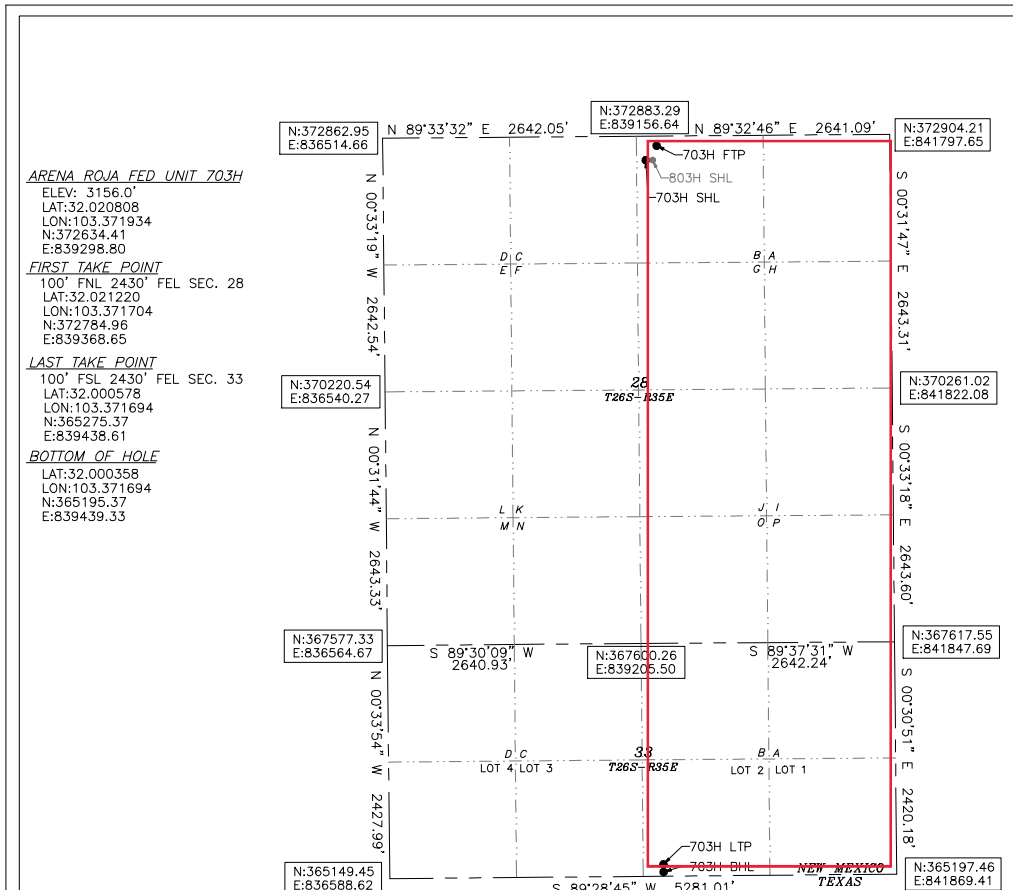 N:372883.29
E:839156.64
N:372862.95
E:836514.66
N 89°33'32" E 2642.05'
N 89°32'46" E 2641.09'
N:372904.21
E:841797.65
703H FTP
803H SHL
703H SHL
ARENA ROJA FED UNIT 703H
ELEV: 3156.0'
LAT:32.020808
LON:103.371934
N:372634.41
E:839298.80
FIRST TAKE POINT
100' FNL 2430' FEL SEC. 28
LAT:32.021220
LON:103.371704
N:372784.96
E:839368.65
LAST TAKE POINT
100' FSL 2430' FEL SEC. 33
LAT:32.000578
LON:103.371694
N:365275.37
E:839438.61
BOTTOM OF HOLE
LAT:32.000358
LON:103.371694
N:365195.37
E:839439.33
N 00°33'19" W 2642.54'
S 00°31'47" E 2643.31'
D C
E F
B A
G H
N:370220.54
E:836540.27
28
T26S-R35E
N:370261.02
E:841822.08
N 00°31'44" W 2643.33'
S 00°33'18" E 2643.60'
L K
M N
J I
O P
N:367577.33
E:836564.67
S 89°30'09" W
2640.93'
N:367600.26
E:839205.50
S 89°37'31" W
2642.24'
N:367617.55
E:841847.69
N 00°33'54" W 2427.99'
S 00°30'51" E 2420.18'
D C
LOT 4 LOT 3
33
T26S-R35E
B A
LOT 2 LOT 1
703H LTP
703H BHL
NEW MEXICO
TEXAS
N:365149.45
E:836588.62
S 89°28'45" W 5281.01'
N:365197.46
E:841869.41